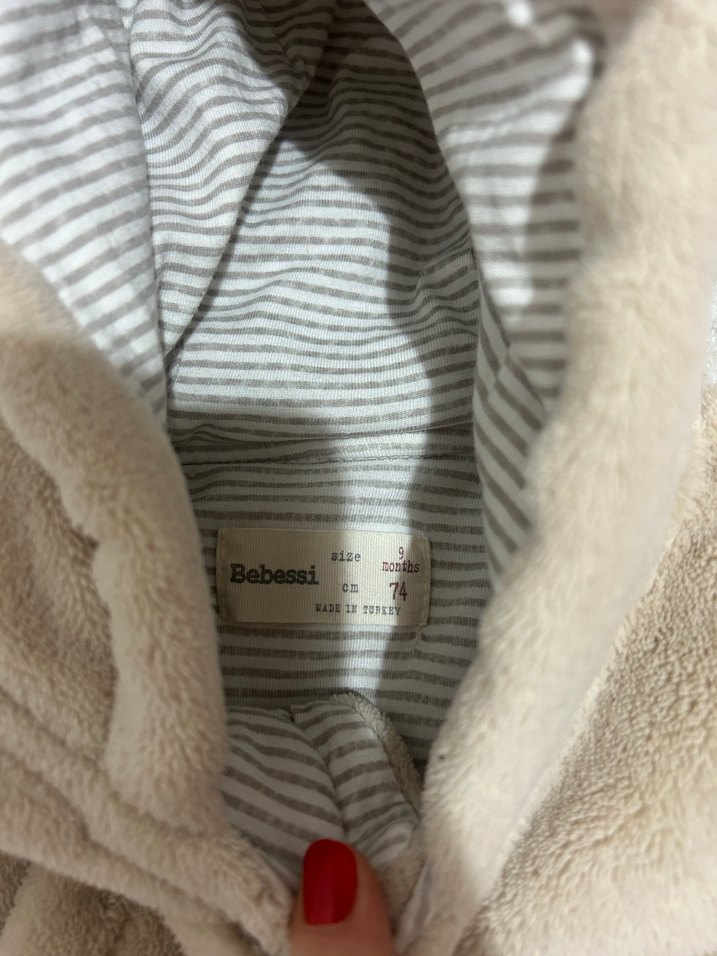 Bebessi
size 9 months
cm 74
MADE IN TURKEY